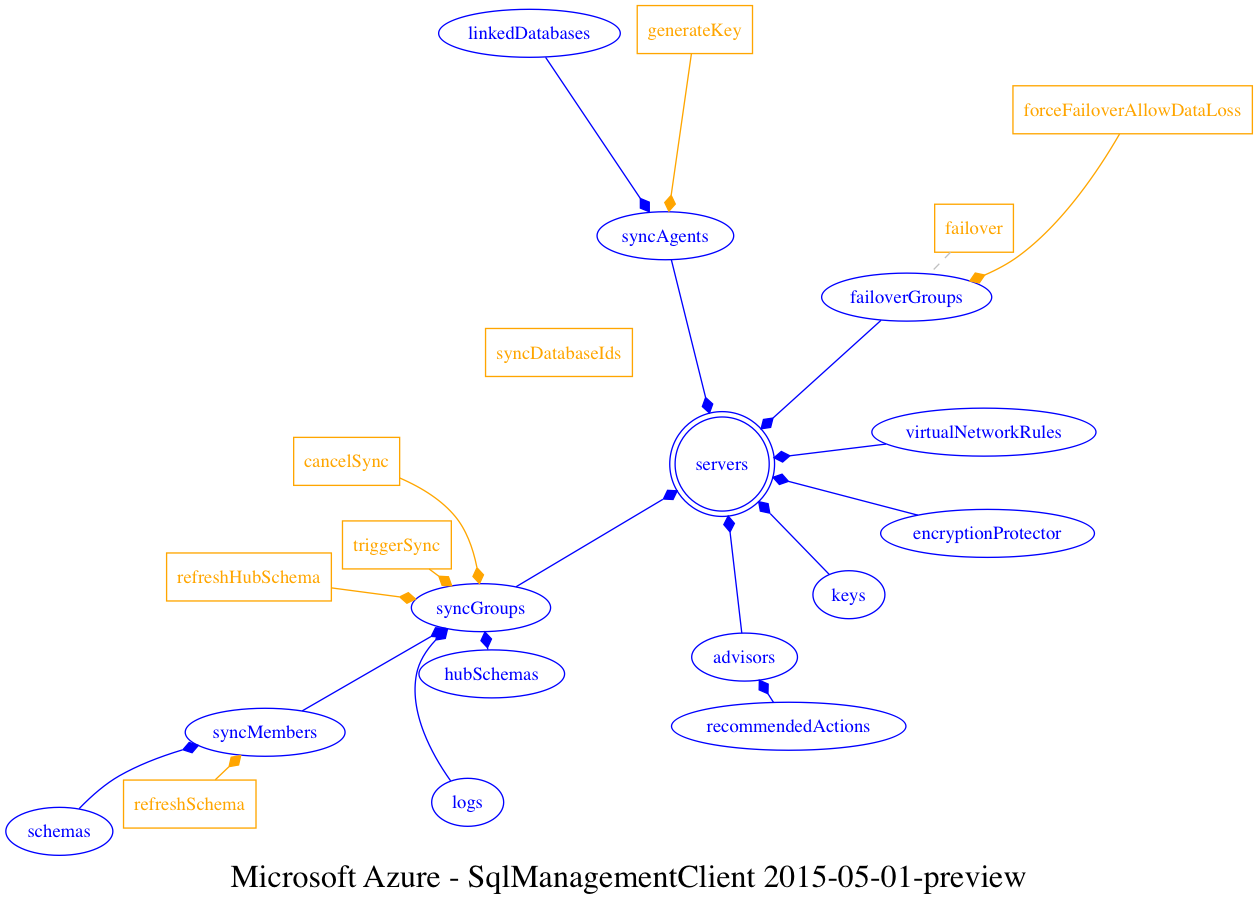 linkedDatabases
generateKey
forceFailoverAllowDataLoss
failover
syncAgents
failoverGroups
syncDatabaseIds
virtualNetworkRules
cancelSync
servers
encryptionProtector
triggerSync
refreshHubSchema
keys
syncGroups
advisors
hubSchemas
recommendedActions
syncMembers
logs
refreshSchema
schemas
Microsoft Azure - SqlManagementClient 2015-05-01-preview